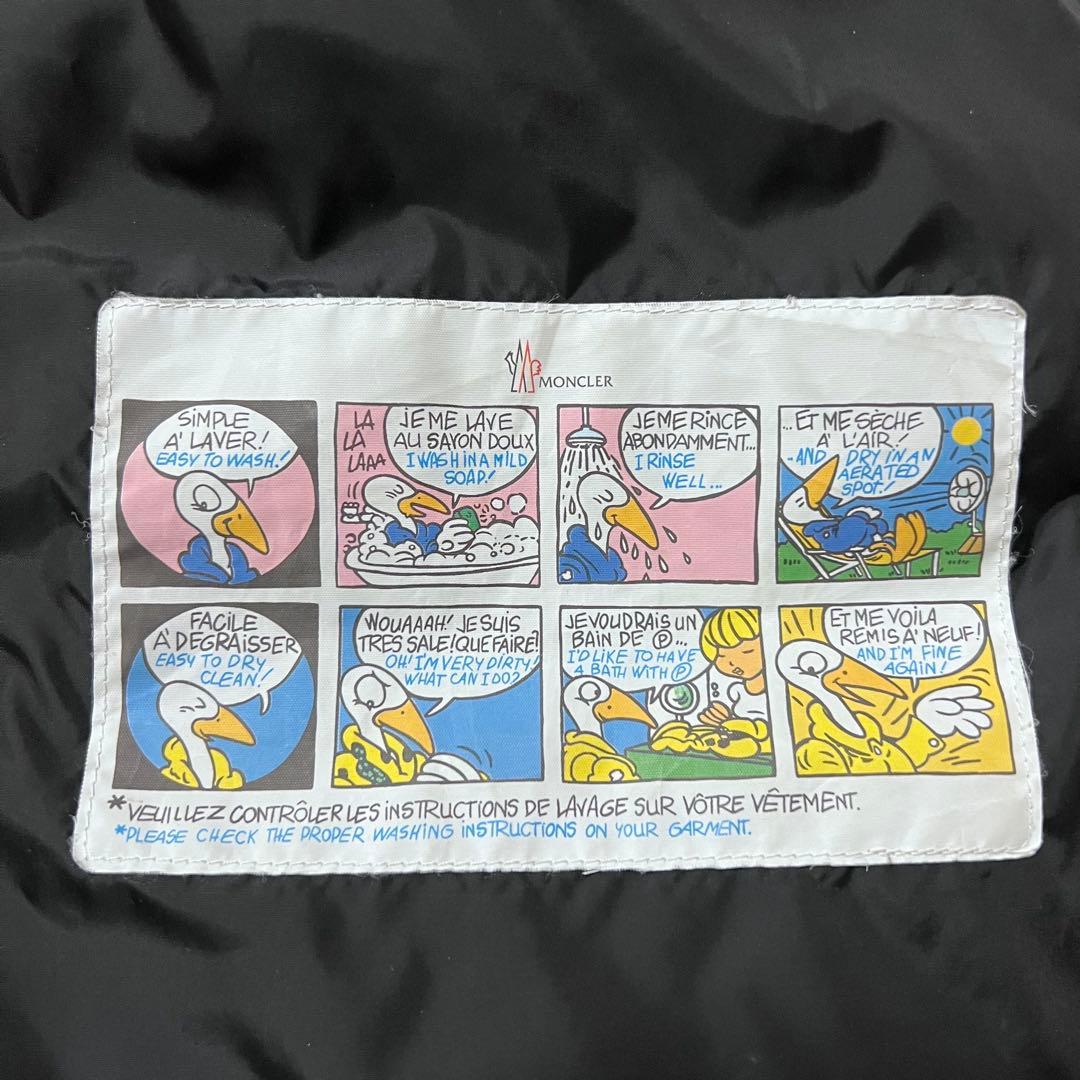 MONCLER
SIMPLE
A' LAVER!
EASY TO WASH!
LA
LA
LAAA
JE ME LAVE
AU SAVON DOUX
I WASH IN A MILD
SOAP!
JE ME RINCE
ABONDAMMENT...
I RINSE
WELL...
...ET ME SÈCHE
A' L'AIR!
-AND DRY IN AN
AERATED
SPOT!
FACILE
A' DEGRAISSER
EASY TO DRY
CLEAN!
WOUAAAH! JE SUIS
TRES SALE! QUE FAIRE?
OH! I'M VERY DIRTY!
WHAT CAN I DO?
JE VOUDRAIS UN
BAIN DE Ⓟ...
I'D LIKE TO HAVE
A BATH WITH Ⓟ
ET ME VOILA
REMIS A' NEUF!
AND I'M FINE
AGAIN!
*VEUILLEZ CONTRÔLER LES INSTRUCTIONS DE LAVAGE SUR VÔTRE VÊTEMENT.
*PLEASE CHECK THE PROPER WASHING INSTRUCTIONS ON YOUR GARMENT.